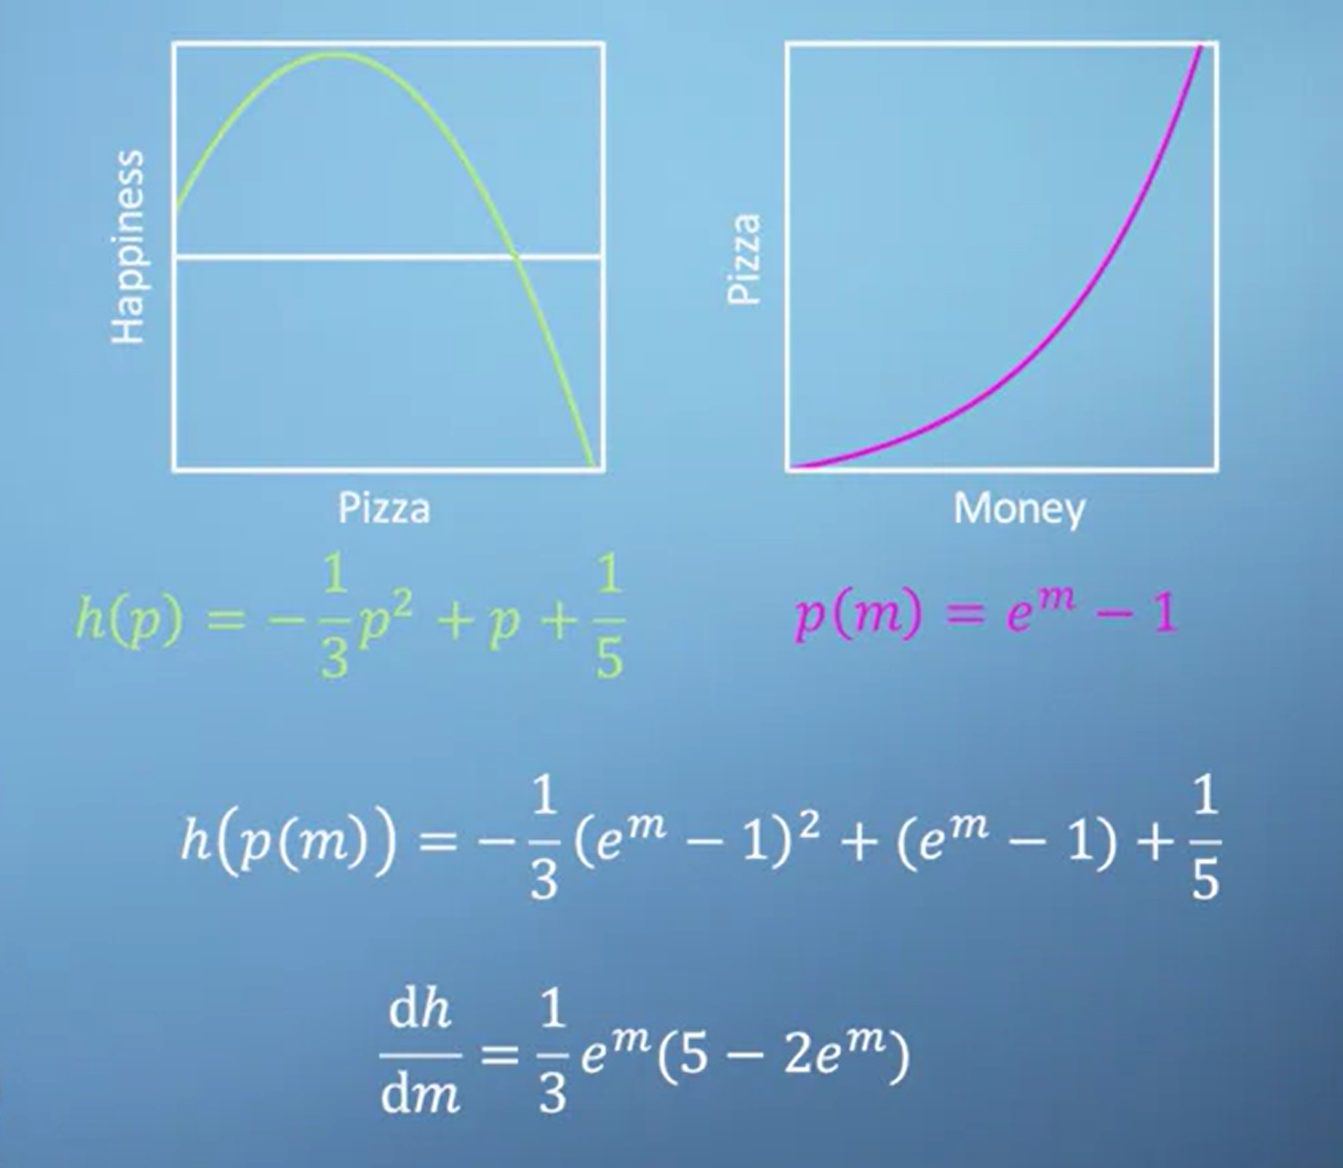 Happiness
Pizza
Pizza
Money
h(p) = -\frac{1}{3}p^2 + p + \frac{1}{5}
p(m) = e^m - 1
h(p(m)) = -\frac{1}{3}(e^m - 1)^2 + (e^m - 1) + \frac{1}{5}
\frac{dh}{dm} = \frac{1}{3}e^m(5 - 2e^m)